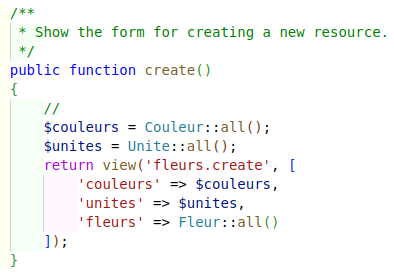 /**
 * Show the form for creating a new resource.
 */
public function create()
{
    //
    $couleurs = Couleur::all();
    $unites = Unite::all();
    return view('fleurs.create', [
        'couleurs' => $couleurs,
        'unites' => $unites,
        'fleurs' => Fleur::all()
    ]);
}